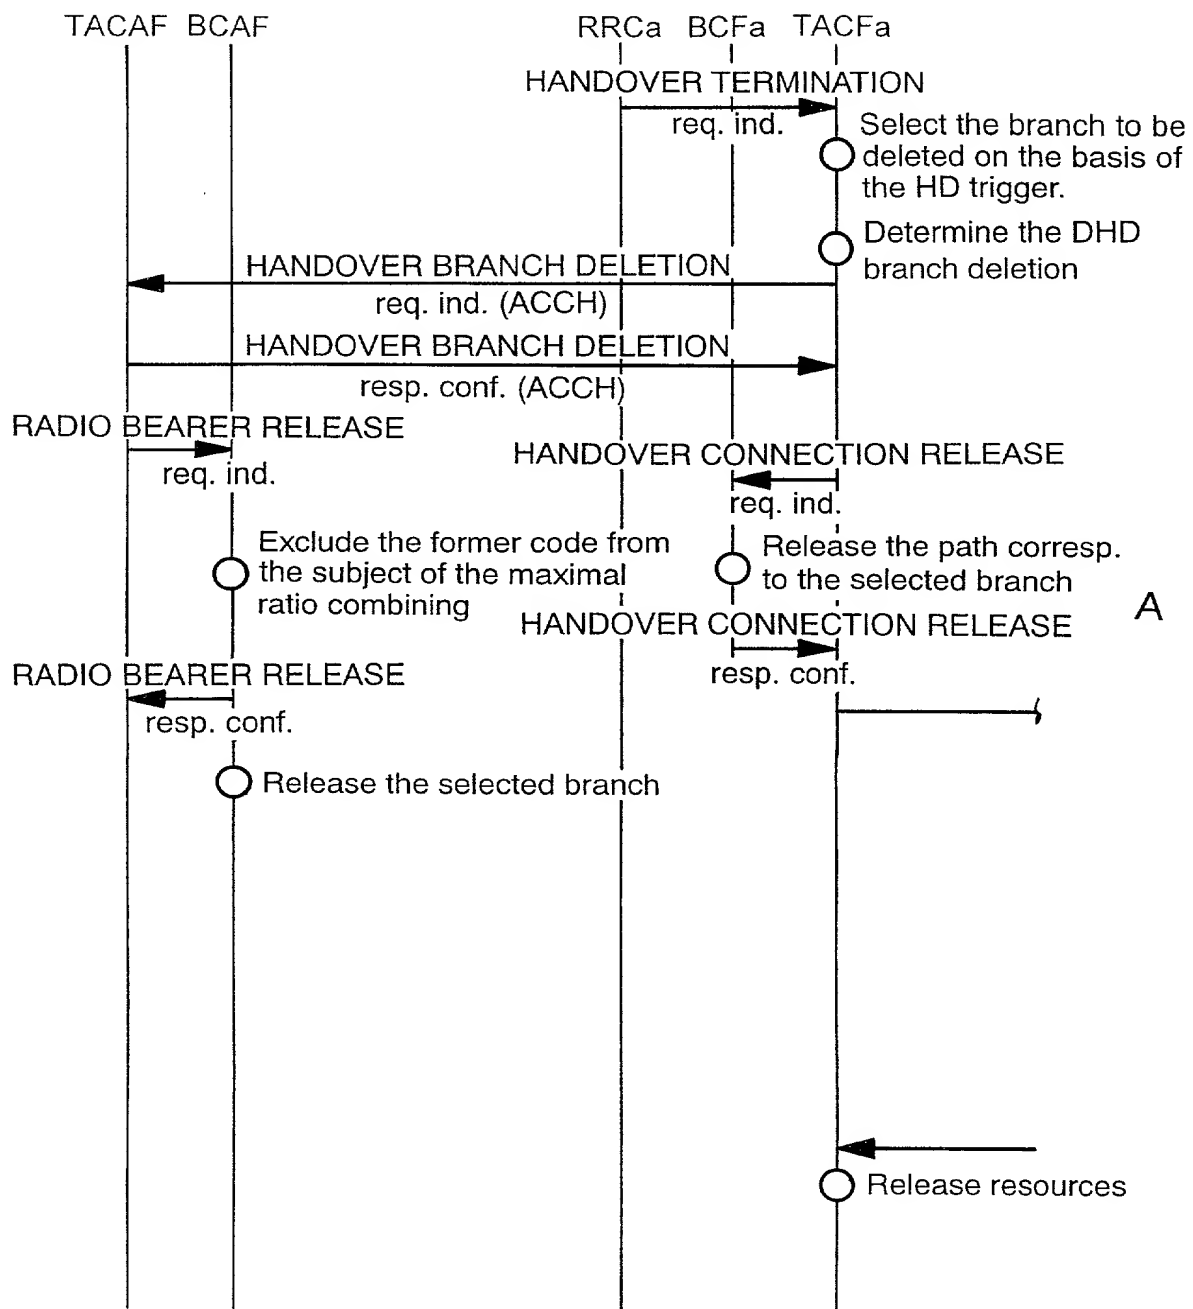 TACAF BCAF RRCa BCFa TACFa
HANDOVER TERMINATION
req. ind.
Select the branch to be
deleted on the basis of
the HD trigger.
Determine the DHD
branch deletion
HANDOVER BRANCH DELETION
req. ind. (ACCH)
HANDOVER BRANCH DELETION
resp. conf. (ACCH)
RADIO BEARER RELEASE
req. ind.
HANDOVER CONNECTION RELEASE
req. ind.
Exclude the former code from
the subject of the maximal
ratio combining
Release the path corresp.
to the selected branch
A
HANDOVER CONNECTION RELEASE
resp. conf.
RADIO BEARER RELEASE
resp. conf.
Release the selected branch
Release resources